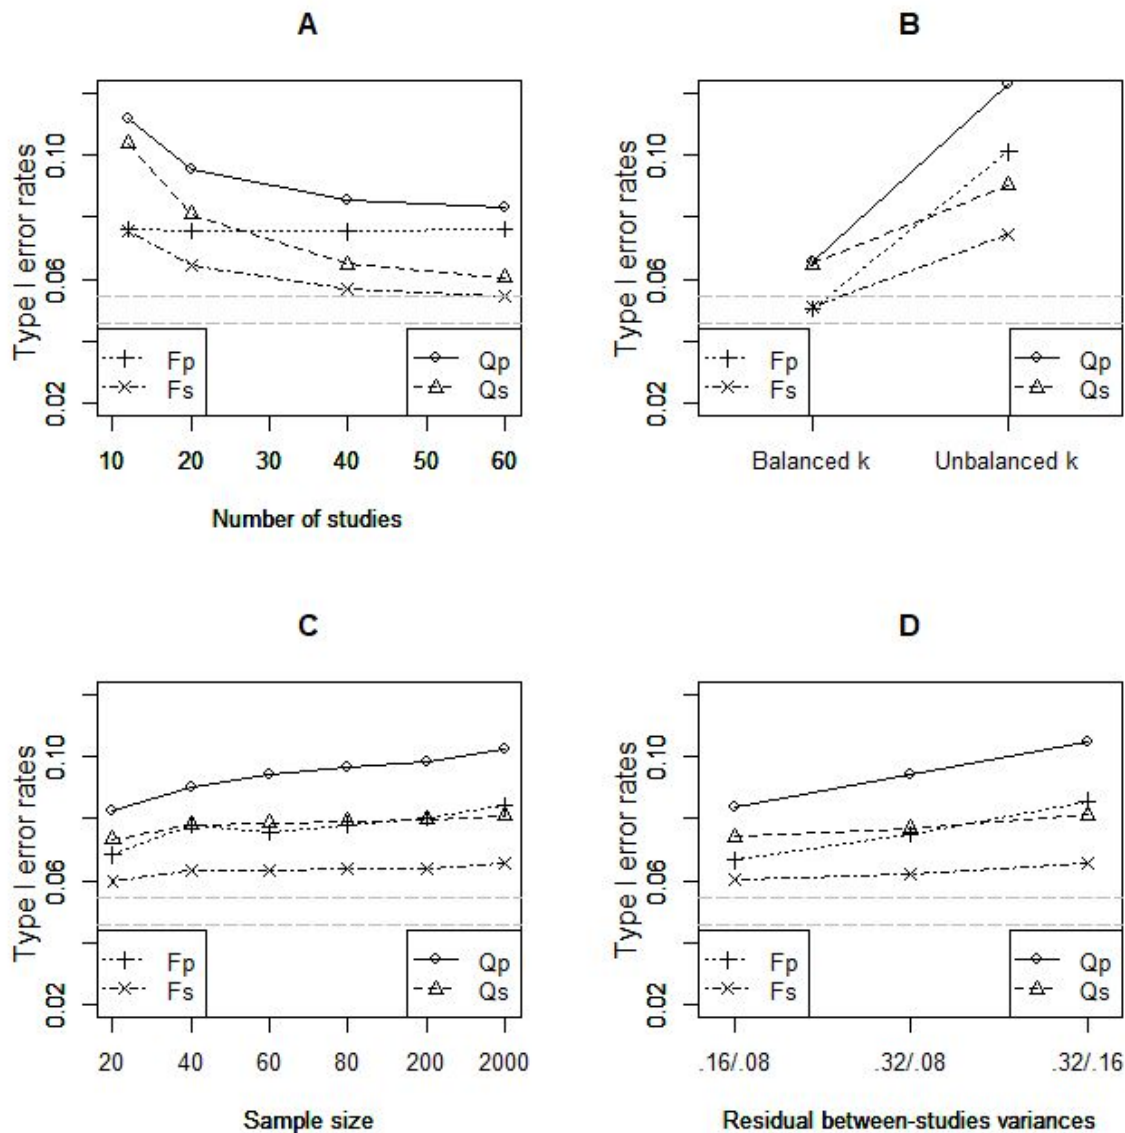 A
Type I error rates
0.02
0.06
0.10
Fp
Fs
Qp
Qs
10 20 30 40 50 60
Number of studies
B
Type I error rates
0.02
0.06
0.10
Fp
Fs
Qp
Qs
Balanced k Unbalanced k
C
Type I error rates
0.02
0.06
0.10
Fp
Fs
Qp
Qs
20 40 60 80 200 2000
Sample size
D
Type I error rates
0.02
0.06
0.10
Fp
Fs
Qp
Qs
.16/.08 .32/.08 .32/.16
Residual between-studies variances